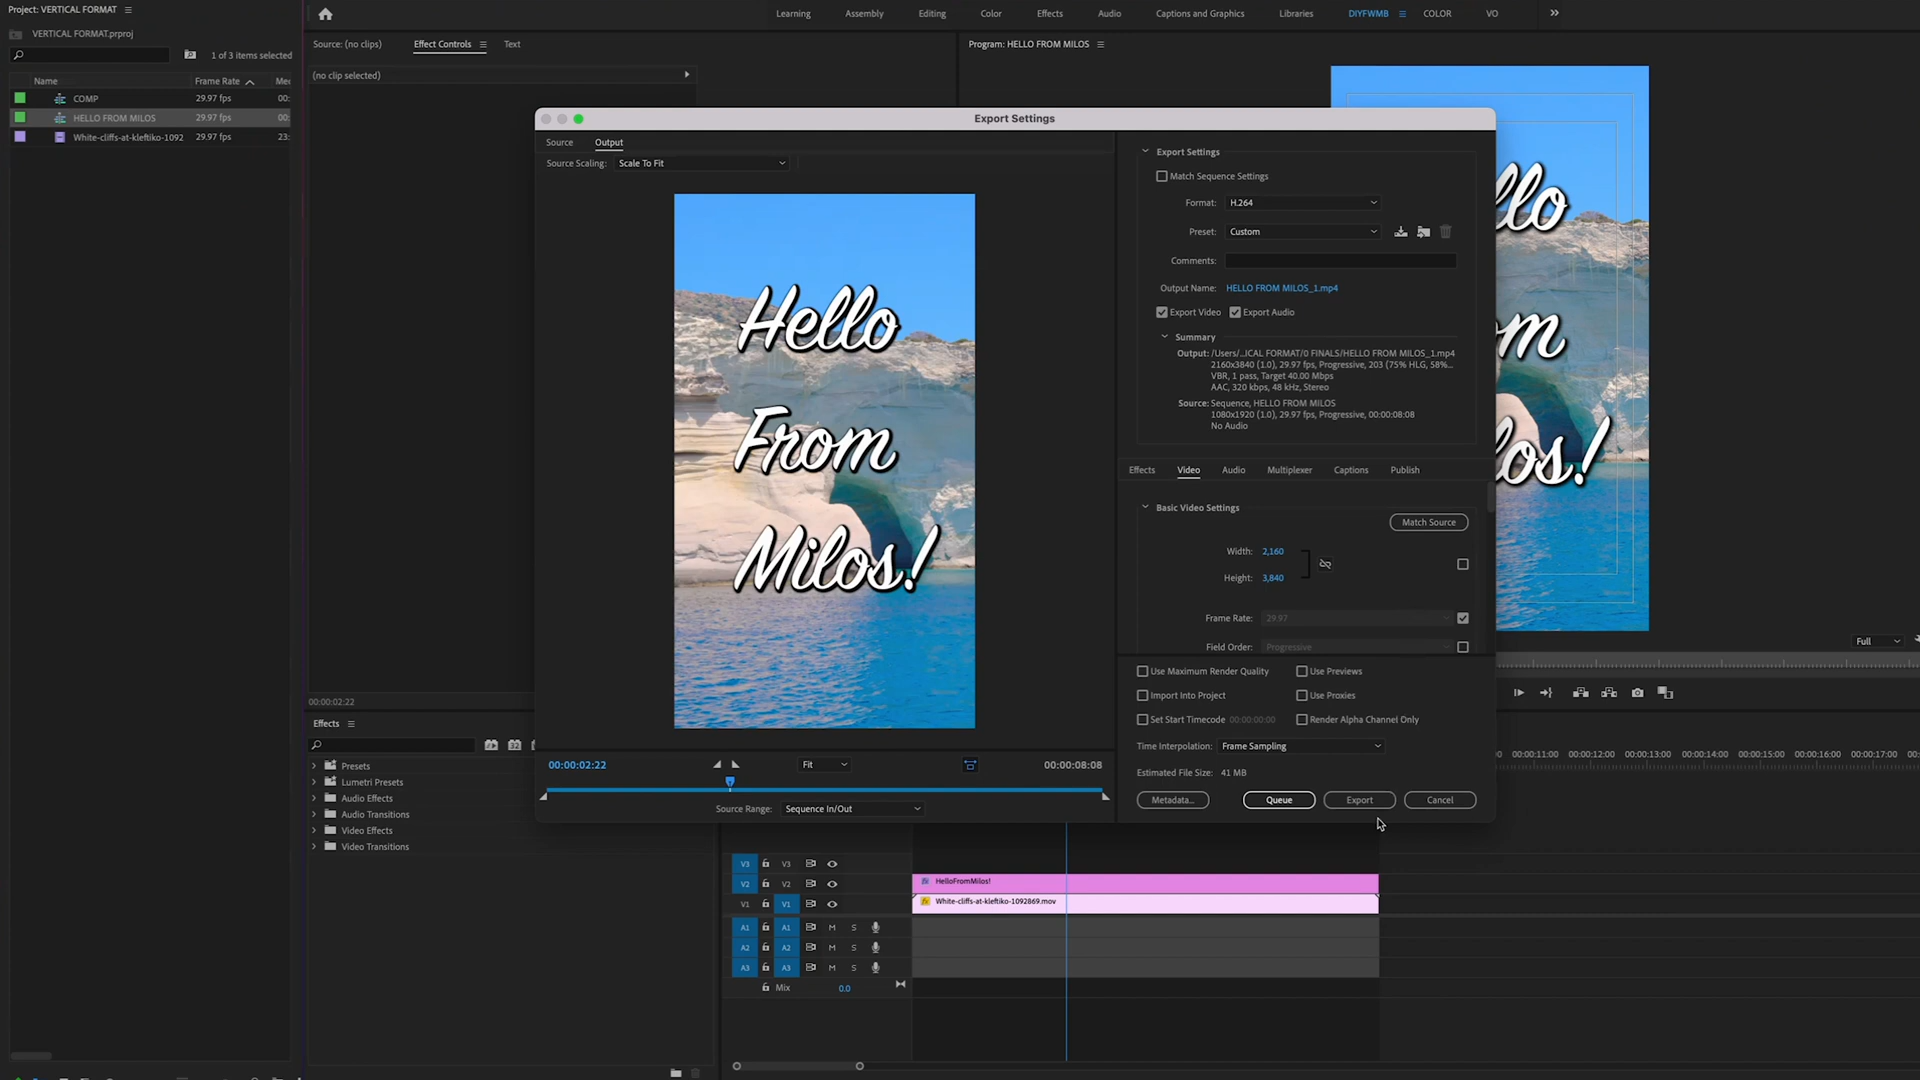 Project: VERTICAL FORMAT
VERTICAL FORMAT.prproj
1 of 3 items selected
Name Frame Rate Mec
COMP 29.97 fps 00:
HELLO FROM MILOS 29.97 fps 00:
White-cliffs-at-kleftiko-1092 29.97 fps 23:
Learning Assembly Editing Color Effects Audio Captions and Graphics Libraries DIYFWMB COLOR VO
Source: (no clips) Effect Controls Text
(no clip selected)
Program: HELLO FROM MILOS
Export Settings
Source Output
Source Scaling: Scale To Fit
Hello
From
Milos!
00:00:02:22 Fit 00:00:08:08
Source Range: Sequence In/Out
Export Settings
Match Sequence Settings
Format: H.264
Preset: Custom
Comments:
Output Name: HELLO FROM MILOS_1.mp4
Export Video Export Audio
Summary
Output: /Users/...ICAL FORMAT/0 FINALS/HELLO FROM MILOS_1.mp4
2160x3840 (1.0), 29.97 fps, Progressive, 203 (75% HLG, 58%...
VBR, 1 pass, Target 40.00 Mbps
AAC, 320 kbps, 48 kHz, Stereo
Source: Sequence, HELLO FROM MILOS
1080x1920 (1.0), 29.97 fps, Progressive, 00:00:08:08
No Audio
Effects Video Audio Multiplexer Captions Publish
Basic Video Settings
Match Source
Width: 2,160
Height: 3,840
Frame Rate: 29.97
Field Order: Progressive
Use Maximum Render Quality Use Previews
Import Into Project Use Proxies
Set Start Timecode 00:00:00:00 Render Alpha Channel Only
Time Interpolation: Frame Sampling
Estimated File Size: 41 MB
Metadata... Queue Export Cancel
llo
om
los!
Full
00:00:02:22
Effects
Presets
Lumetri Presets
Audio Effects
Audio Transitions
Video Effects
Video Transitions
00:00:11:00 00:00:12:00 00:00:13:00 00:00:14:00 00:00:15:00 00:00:16:00 00:00:17:00
V3 V3
V2 V2 HelloFromMilos!
V1 V1 White-cliffs-at-kleftiko-1092869.mov
A1 A1 M S
A2 A2 M S
A3 A3 M S
Mix 0.0